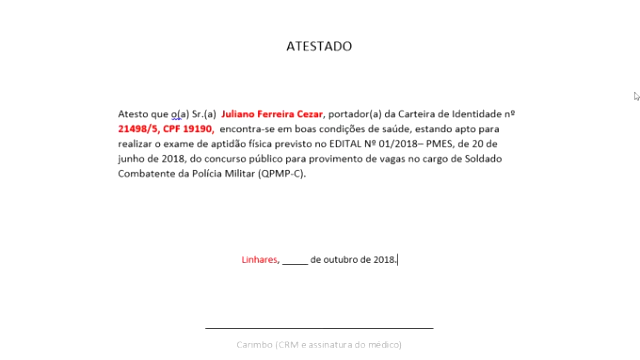 ATESTADO
Atesto que o(a) Sr.(a) Juliano Ferreira Cezar, portador(a) da Carteira de Identidade nº
21498/5, CPF 19190, encontra-se em boas condições de saúde, estando apto para
realizar o exame de aptidão física previsto no EDITAL Nº 01/2018– PMES, de 20 de
junho de 2018, do concurso público para provimento de vagas no cargo de Soldado
Combatente da Polícia Militar (QPMP-C).
Linhares, _____ de outubro de 2018.
Carimbo (CRM e assinatura do médico)